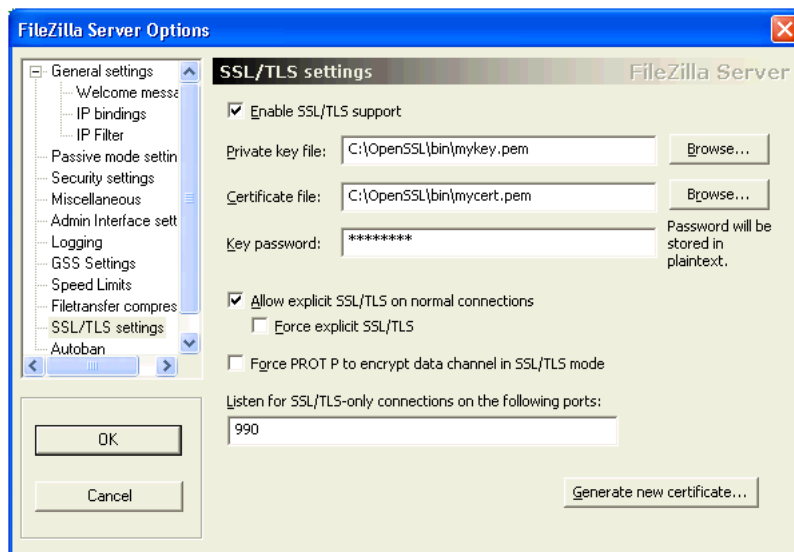 FileZilla Server Options
General settings
Welcome messa
IP bindings
IP Filter
Passive mode settin
Security settings
Miscellaneous
Admin Interface sett
Logging
GSS Settings
Speed Limits
Filetransfer compres
SSL/TLS settings
Autoban
OK
Cancel
SSL/TLS settings
FileZilla Server
Enable SSL/TLS support
Private key file:
C:\OpenSSL\bin\mykey.pem
Browse...
Certificate file:
C:\OpenSSL\bin\mycert.pem
Browse...
Key password:
********
Password will be
stored in
plaintext.
Allow explicit SSL/TLS on normal connections
Force explicit SSL/TLS
Force PROT P to encrypt data channel in SSL/TLS mode
Listen for SSL/TLS-only connections on the following ports:
990
Generate new certificate...